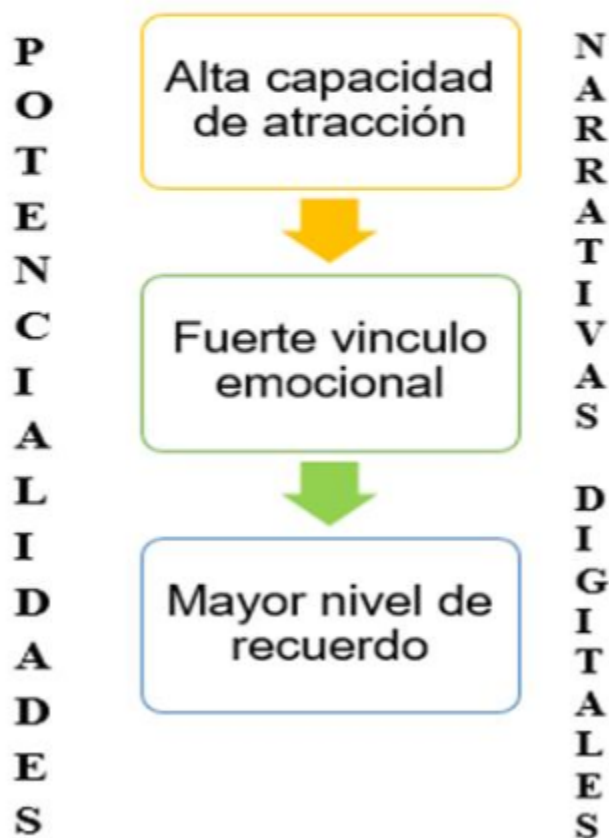 POTENCIALIDADES
Alta capacidad
de atracción
Fuerte vinculo
emocional
Mayor nivel de
recuerdo
NARRATIVAS DIGITALES